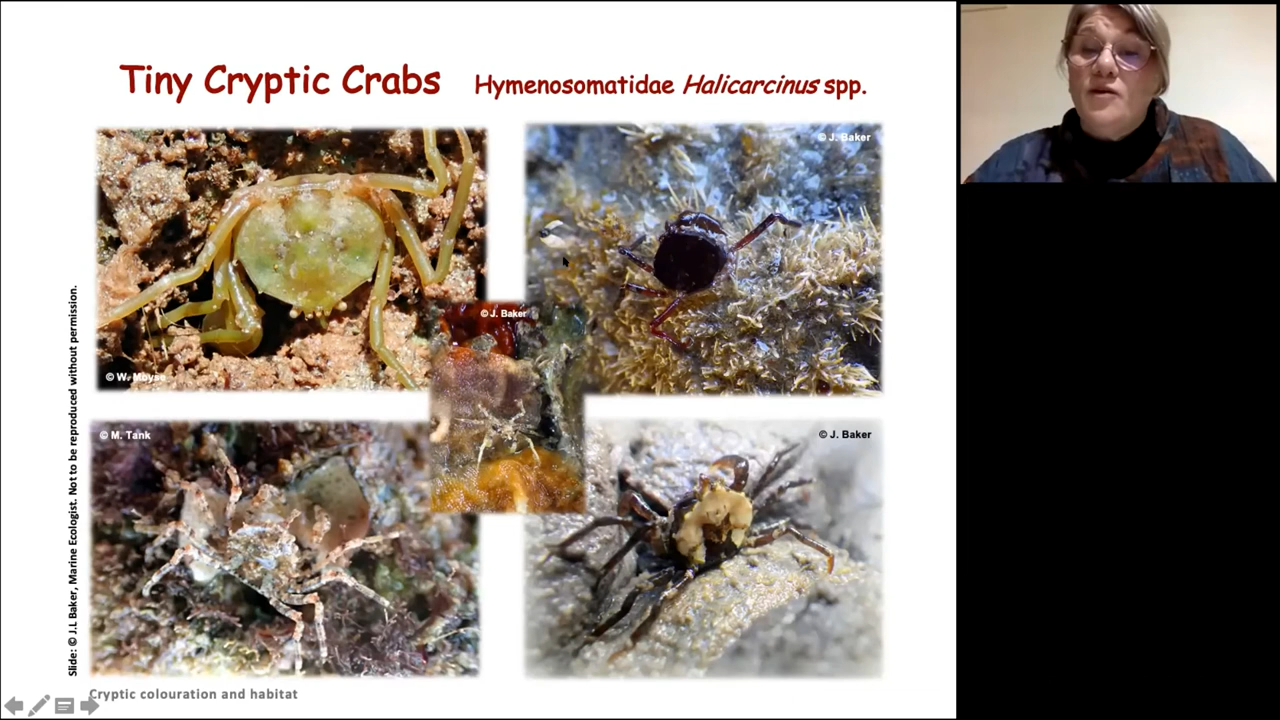 Tiny Cryptic Crabs Hymenosomatidae Halicarcinus spp.
© J. Baker
© J. Baker
© W. Moyse
© M. Tank
© J. Baker
Slide: © J.L Baker, Marine Ecologist. Not to be reproduced without permission.
Cryptic colouration and habitat